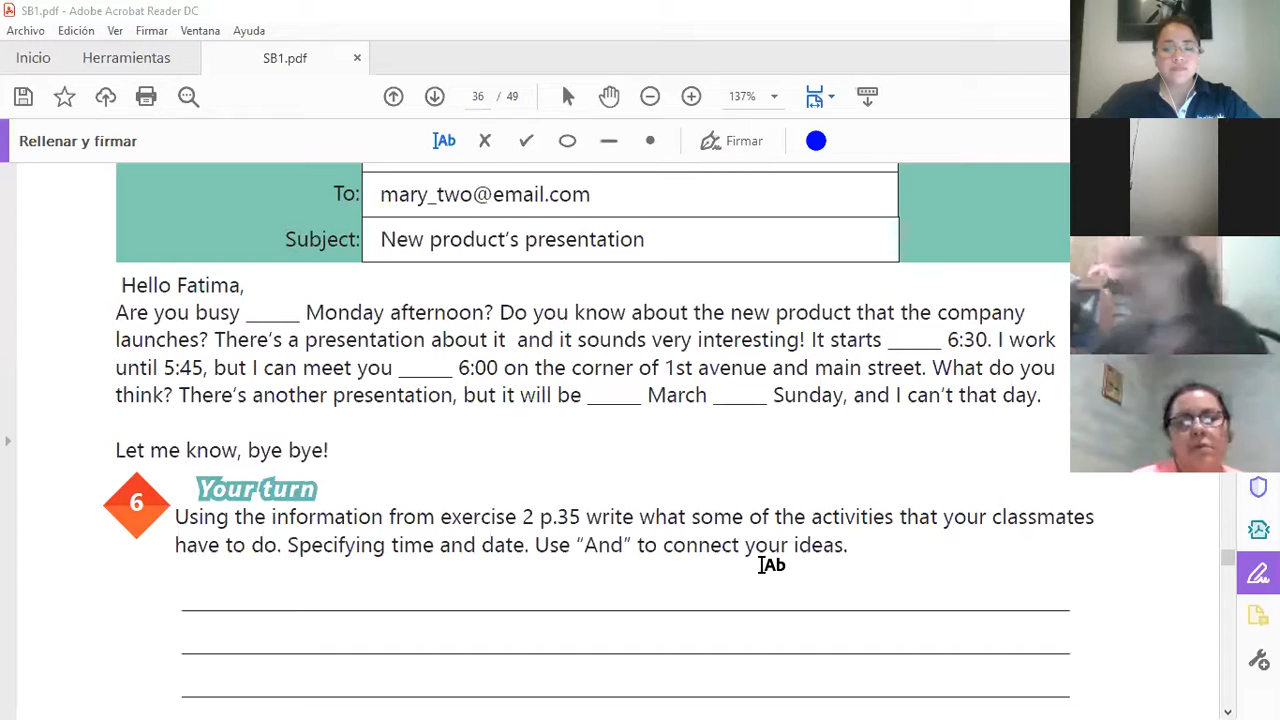 SB1.pdf - Adobe Acrobat Reader DC
Archivo Edición Ver Firmar Ventana Ayuda
Inicio Herramientas SB1.pdf ×
36 / 49 137%
Rellenar y firmar Ab Firmar
To: mary_two@email.com
Subject: New product's presentation
Hello Fatima,
Are you busy ______ Monday afternoon? Do you know about the new product that the company
launches? There's a presentation about it and it sounds very interesting! It starts ______ 6:30. I work
until 5:45, but I can meet you ______ 6:00 on the corner of 1st avenue and main street. What do you
think? There's another presentation, but it will be ______ March ______ Sunday, and I can't that day.
Let me know, bye bye!
6 Your turn
Using the information from exercise 2 p.35 write what some of the activities that your classmates
have to do. Specifying time and date. Use “And” to connect your ideas.
Ab